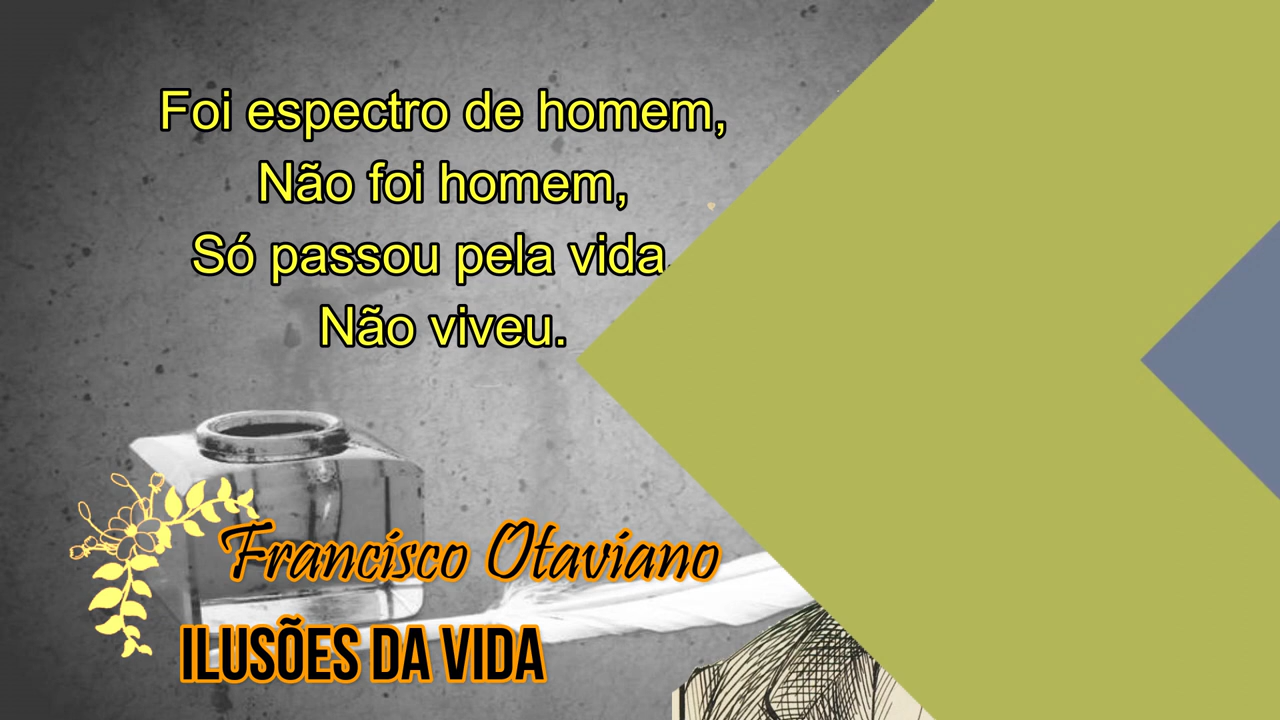 Foi espectro de homem,
Não foi homem,
Só passou pela vida
Não viveu.
Francisco Otaviano
ILUSÕES DA VIDA